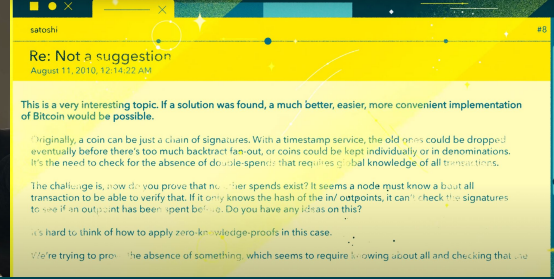 satoshi
#8
Re: Not a suggestion
August 11, 2010, 12:14:22 AM
This is a very interesting topic. If a solution was found, a much better, easier, more convenient implementation
of Bitcoin would be possible.
Originally, a coin can be just a chain of signatures. With a timestamp service, the old ones could be dropped
eventually before there's too much backtract fan-out, or coins could be kept individually or in denominations.
It's the need to check for the absence of double-spends that requires global knowledge of all transactions.
The challenge is, how do you prove that no other spends exist? It seems a node must know about all
transaction to be able to verify that. If it only knows the hash of the in/ outpoints, it can't check the signatures
to see if an outpoint has been spent before. Do you have any ideas on this?
It's hard to think of how to apply zero-knowledge-proofs in this case.
We're trying to prove the absence of something, which seems to require knowing about all and checking that the